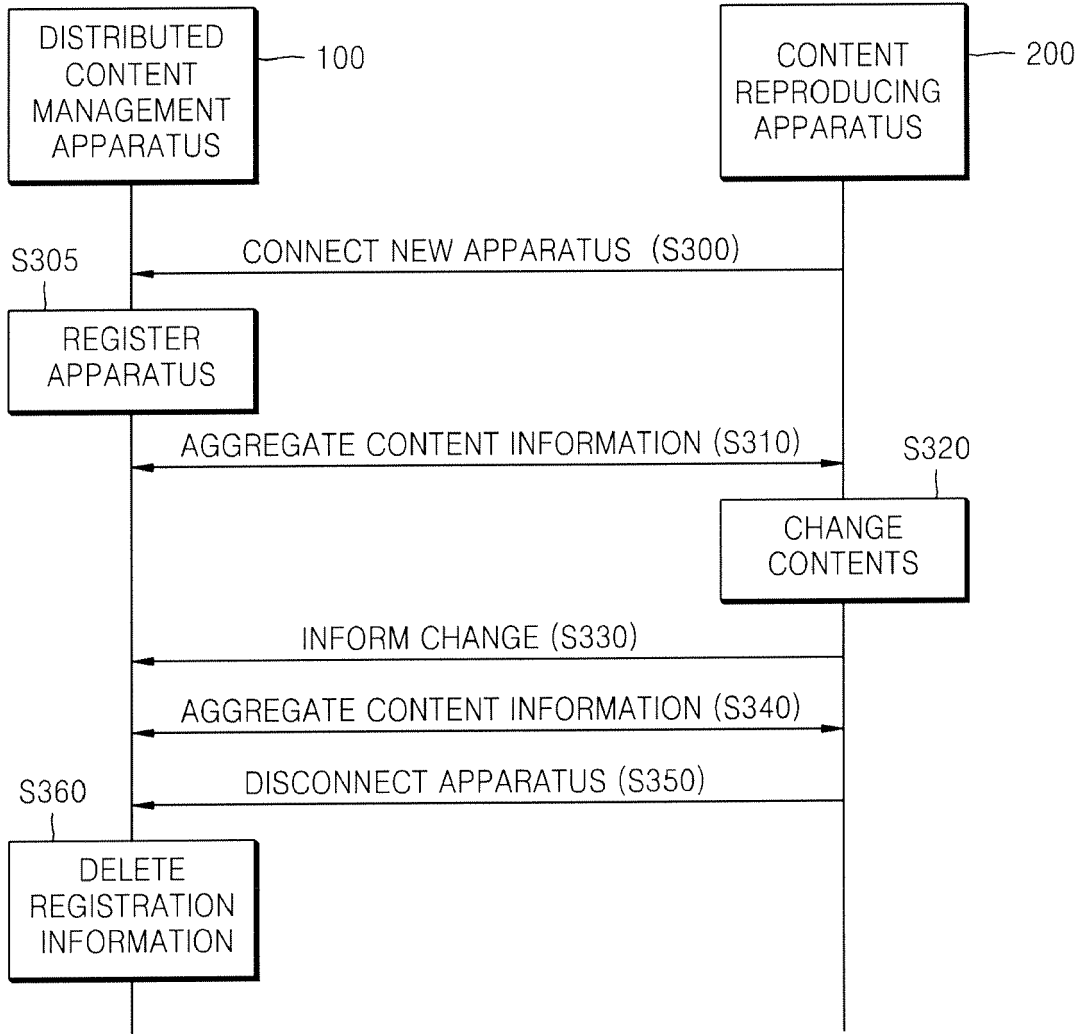 DISTRIBUTED
CONTENT
MANAGEMENT
APPARATUS
100
CONTENT
REPRODUCING
APPARATUS
200
CONNECT NEW APPARATUS (S300)
S305
REGISTER
APPARATUS
AGGREGATE CONTENT INFORMATION (S310)
S320
CHANGE
CONTENTS
INFORM CHANGE (S330)
AGGREGATE CONTENT INFORMATION (S340)
DISCONNECT APPARATUS (S350)
S360
DELETE
REGISTRATION
INFORMATION